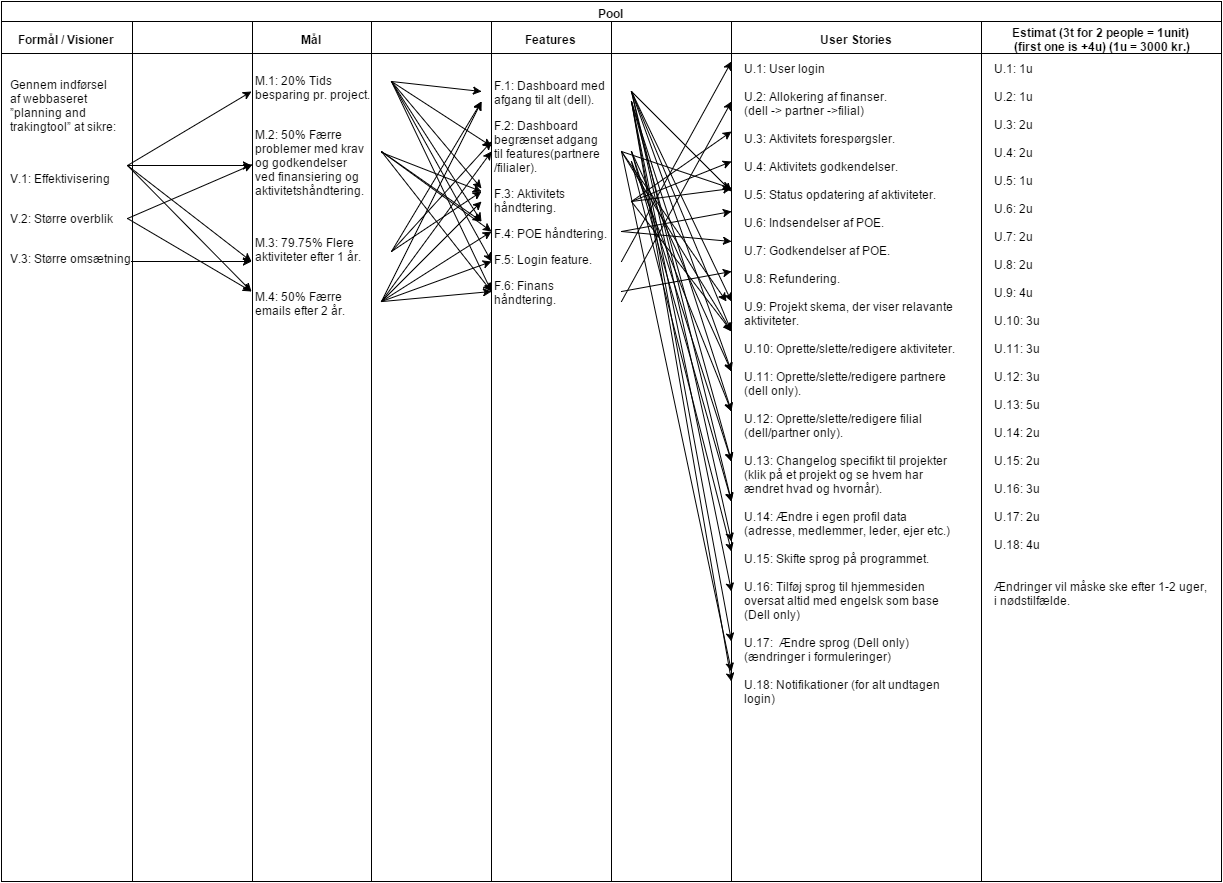 Pool
Formål / Visioner
Mål
Features
User Stories
Estimat (3t for 2 people = 1unit)
(first one is +4u) (1u = 3000 kr.)
Gennem indførsel
af webbaseret
"planning and
trakingtool" at sikre:
V.1: Effektivisering
V.2: Større overblik
V.3: Større omsætning
M.1: 20% Tids
besparing pr. project.
M.2: 50% Færre
problemer med krav
og godkendelser
ved finansiering og
aktivitetshåndtering.
M.3: 79.75% Flere
aktiviteter efter 1 år.
M.4: 50% Færre
emails efter 2 år.
F.1: Dashboard med
afgang til alt (dell).
F.2: Dashboard
begrænset adgang
til features(partnere
/filialer).
F.3: Aktivitets
håndtering.
F.4: POE håndtering.
F.5: Login feature.
F.6: Finans
håndtering.
U.1: User login
U.2: Allokering af finanser.
(dell -> partner ->filial)
U.3: Aktivitets forespørgsler.
U.4: Aktivitets godkendelser.
U.5: Status opdatering af aktiviteter.
U.6: Indsendelser af POE.
U.7: Godkendelser af POE.
U.8: Refundering.
U.9: Projekt skema, der viser relavante
aktiviteter.
U.10: Oprette/slette/redigere aktiviteter.
U.11: Oprette/slette/redigere partnere
(dell only).
U.12: Oprette/slette/redigere filial
(dell/partner only).
U.13: Changelog specifikt til projekter
(klik på et projekt og se hvem har
ændret hvad og hvornår).
U.14: Ændre i egen profil data
(adresse, medlemmer, leder, ejer etc.)
U.15: Skifte sprog på programmet.
U.16: Tilføj sprog til hjemmesiden
oversat altid med engelsk som base
(Dell only)
U.17:  Ændre sprog (Dell only)
(ændringer i formuleringer)
U.18: Notifikationer (for alt undtagen
login)
U.1: 1u
U.2: 1u
U.3: 2u
U.4: 2u
U.5: 1u
U.6: 2u
U.7: 2u
U.8: 2u
U.9: 4u
U.10: 3u
U.11: 3u
U.12: 3u
U.13: 5u
U.14: 2u
U.15: 2u
U.16: 3u
U.17: 2u
U.18: 4u
Ændringer vil måske ske efter 1-2 uger,
i nødstilfælde.